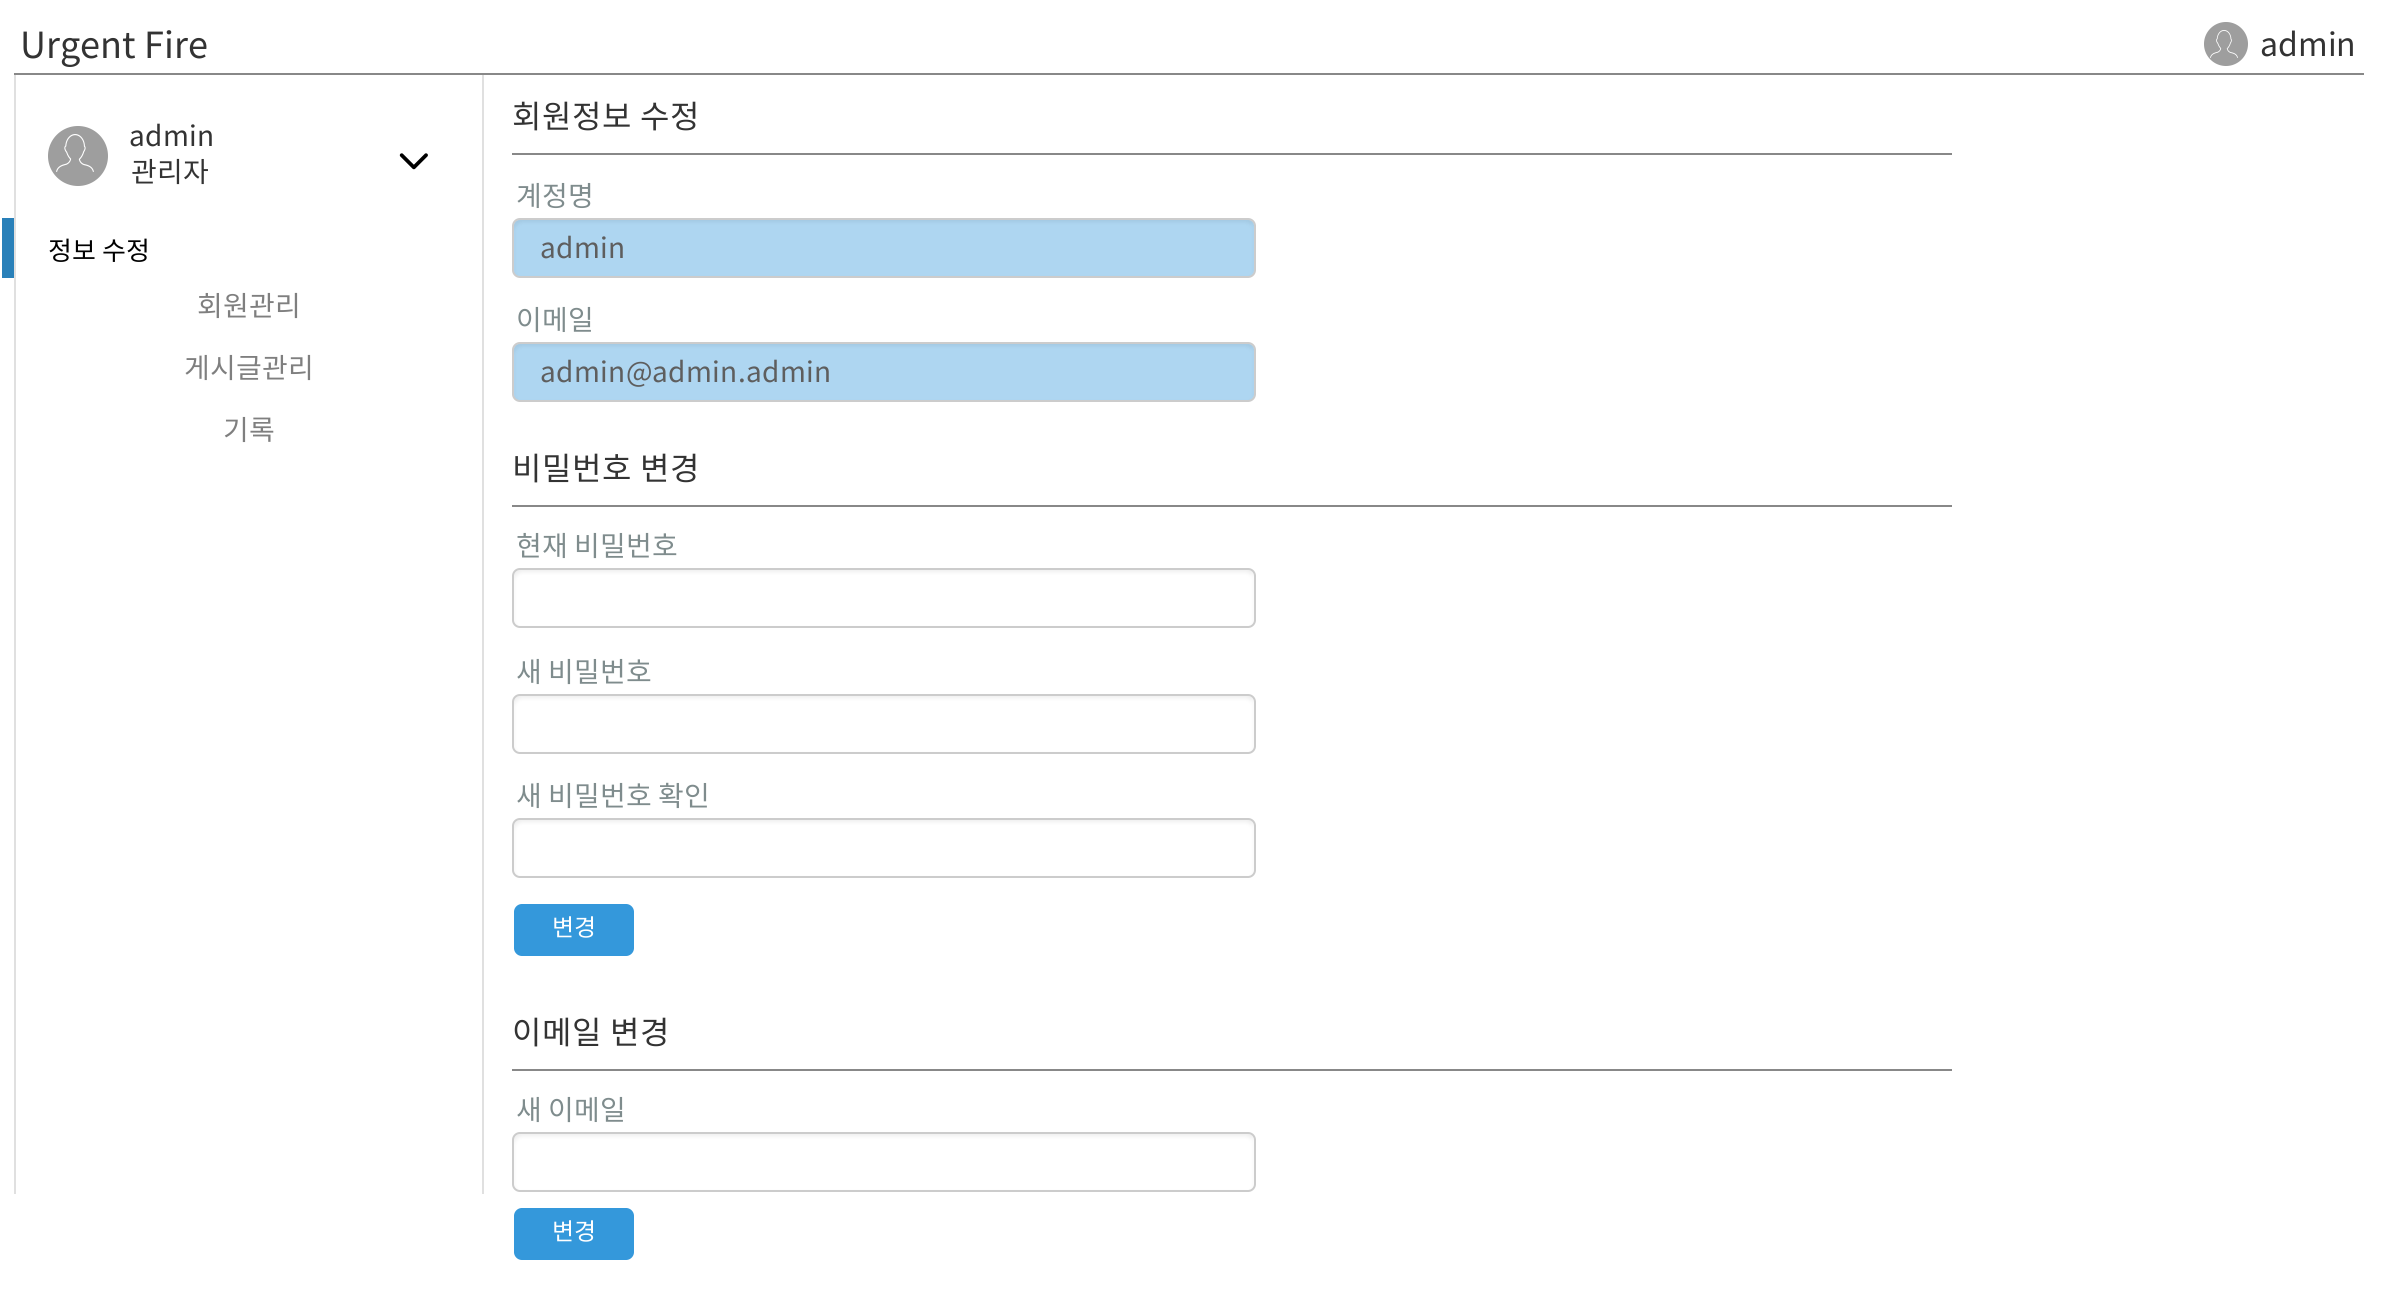 Urgent Fire
admin
admin
관리자
정보 수정
회원관리
게시글관리
기록
회원정보 수정
계정명
admin
이메일
admin@admin.admin
비밀번호 변경
현재 비밀번호
새 비밀번호
새 비밀번호 확인
변경
이메일 변경
새 이메일
변경